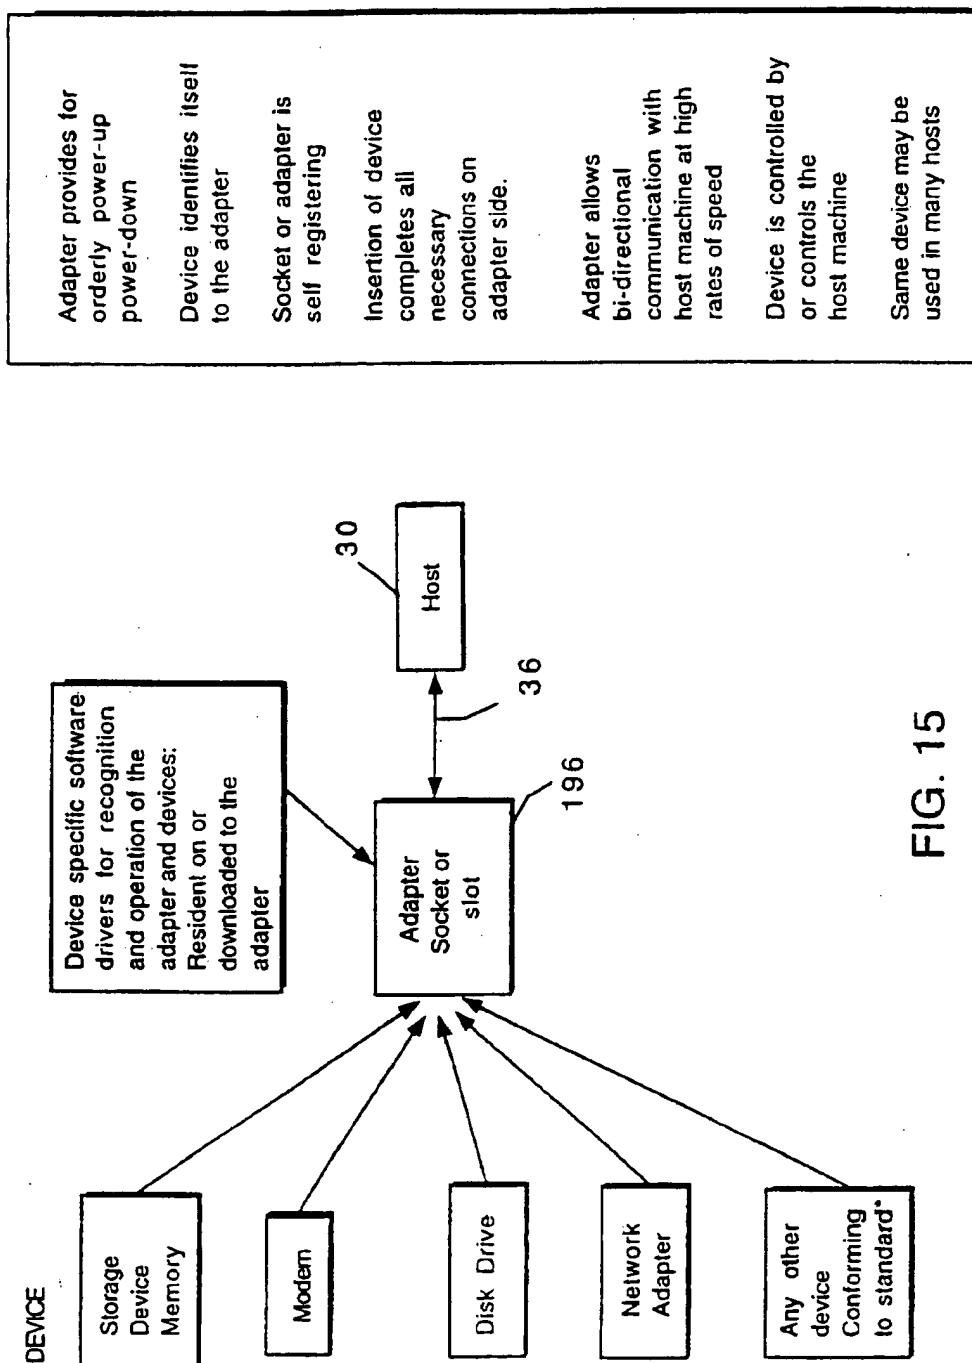 DEVICE
Storage
Device
Memory
Modem
Disk Drive
Network
Adapter
Any other
device
Conforming
to standard*
Device specific software
drivers for recognition
and operation of the
adapter and devices:
Resident on or
downloaded to the
adapter
Adapter
Socket or
slot
196
36
Host
30
Adapter provides for
orderly power-up
power-down
Device identifies itself
to the adapter
Socket or adapter is
self registering
Insertion of device
completes all
necessary
connections on
adapter side.
Adapter allows
bi-directional
communication with
host machine at high
rates of speed
Device is controlled by
or controls the
host machine
Same device may be
used in many hosts
FIG. 15